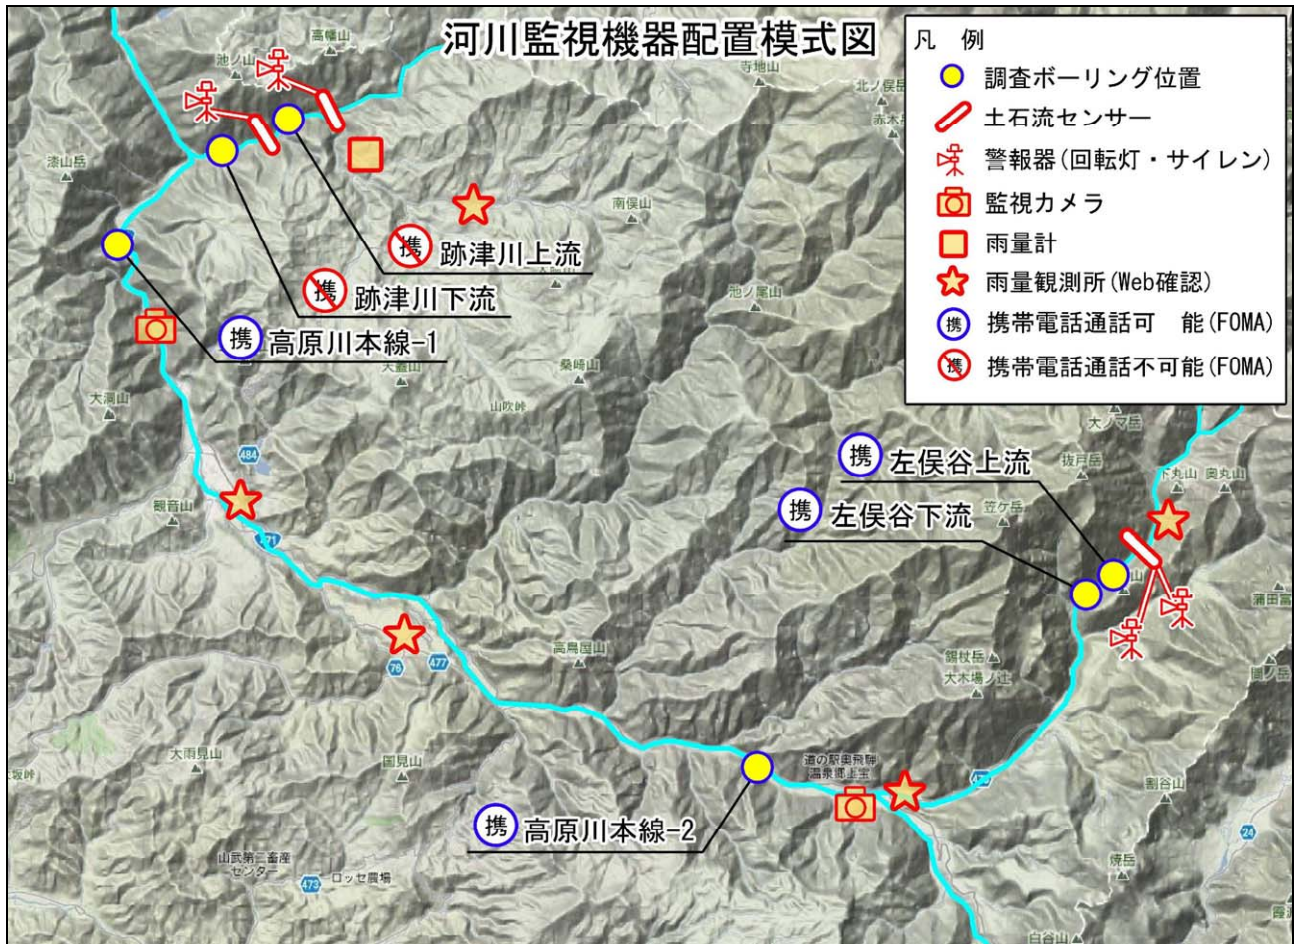 河川監視機器配置模式図
凡　例
調査ボーリング位置
土石流センサー
警報器(回転灯・サイレン)
監視カメラ
雨量計
雨量観測所(Web確認)
携 携帯電話通話可　能(FOMA)
携 携帯電話通話不可能(FOMA)
高幡山
池ノ山
寺地山
北ノ俣岳
赤木岳
漆山岳
南俣山
携 跡津川上流
携 跡津川下流
池ノ尾山
携 高原川本線-1
桑崎山
大洞山
山吹峠
大ノマ岳
484
携 左俣谷上流
抜戸岳
下丸山
奥丸山
観音山
携 左俣谷下流
笠ケ岳
471
高鳥屋山
76
477
錫杖岳
大木場ノ辻
大雨見山
国見山
道の駅奥飛騨
温泉郷上宝
割谷山
携 高原川本線-2
24
焼岳
山武第二畜産
センター
473
ロッセ農場
白谷山